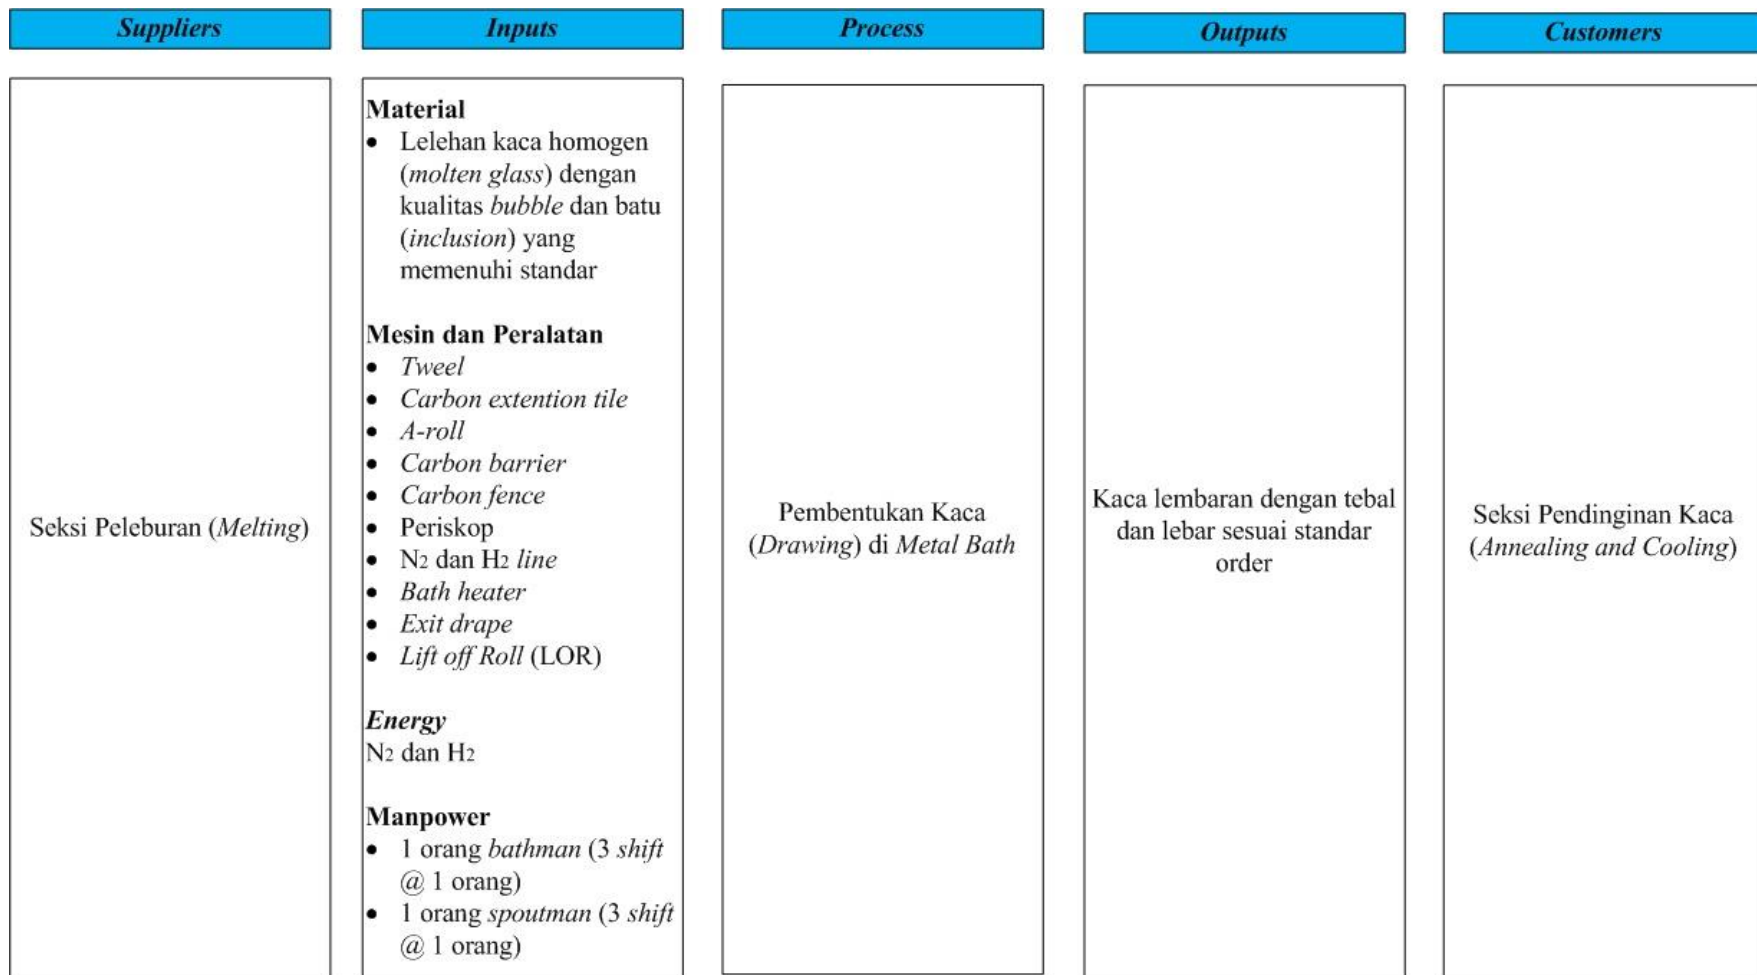 Suppliers
Inputs
Process
Outputs
Customers
Seksi Peleburan (Melting)
Material
• Lelehan kaca homogen
(molten glass) dengan
kualitas bubble dan batu
(inclusion) yang
memenuhi standar
Mesin dan Peralatan
• Tweel
• Carbon extention tile
• A-roll
• Carbon barrier
• Carbon fence
• Periskop
• N2 dan H2 line
• Bath heater
• Exit drape
• Lift off Roll (LOR)
Energy
N2 dan H2
Manpower
• 1 orang bathman (3 shift
@ 1 orang)
• 1 orang spoutman (3 shift
@ 1 orang)
Pembentukan Kaca
(Drawing) di Metal Bath
Kaca lembaran dengan tebal
dan lebar sesuai standar
order
Seksi Pendinginan Kaca
(Annealing and Cooling)